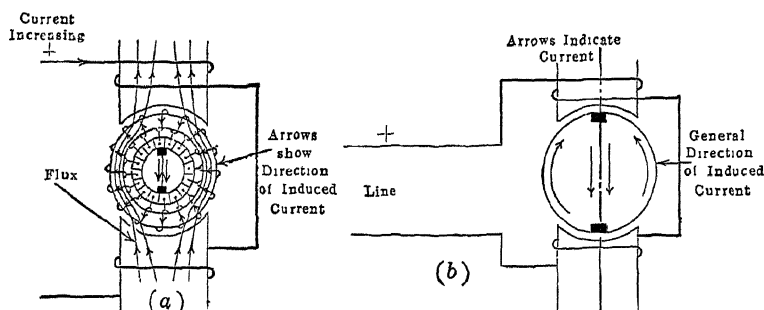 Current
Increasing
+
Flux
Arrows
show
Direction
of Induced
Current
(a)
Arrows Indicate
Current
+
Line
General
Direction
of Induced
Current
(b)